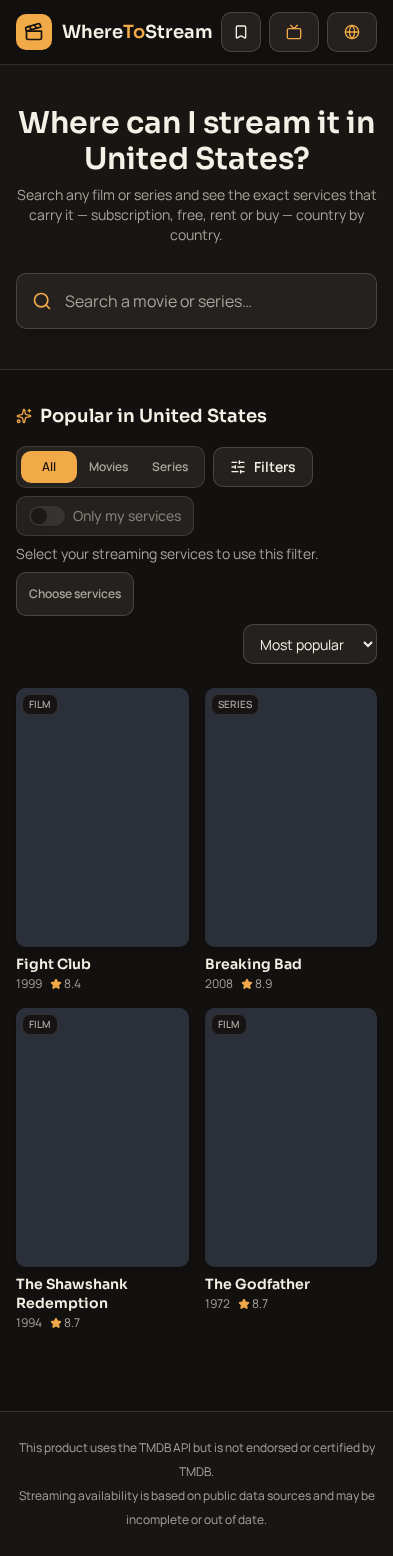 WhereToStream
Where can I stream it in
United States?
Search any film or series and see the exact services that
carry it — subscription, free, rent or buy — country by
country.
Search a movie or series…
Popular in United States
All Movies Series Filters
Only my services
Select your streaming services to use this filter.
Choose services
Most popular
FILM SERIES
Fight Club Breaking Bad
1999 8.4 2008 8.9
FILM FILM
The Shawshank The Godfather
Redemption 1972 8.7
1994 8.7
This product uses the TMDB API but is not endorsed or certified by
TMDB.
Streaming availability is based on public data sources and may be
incomplete or out of date.